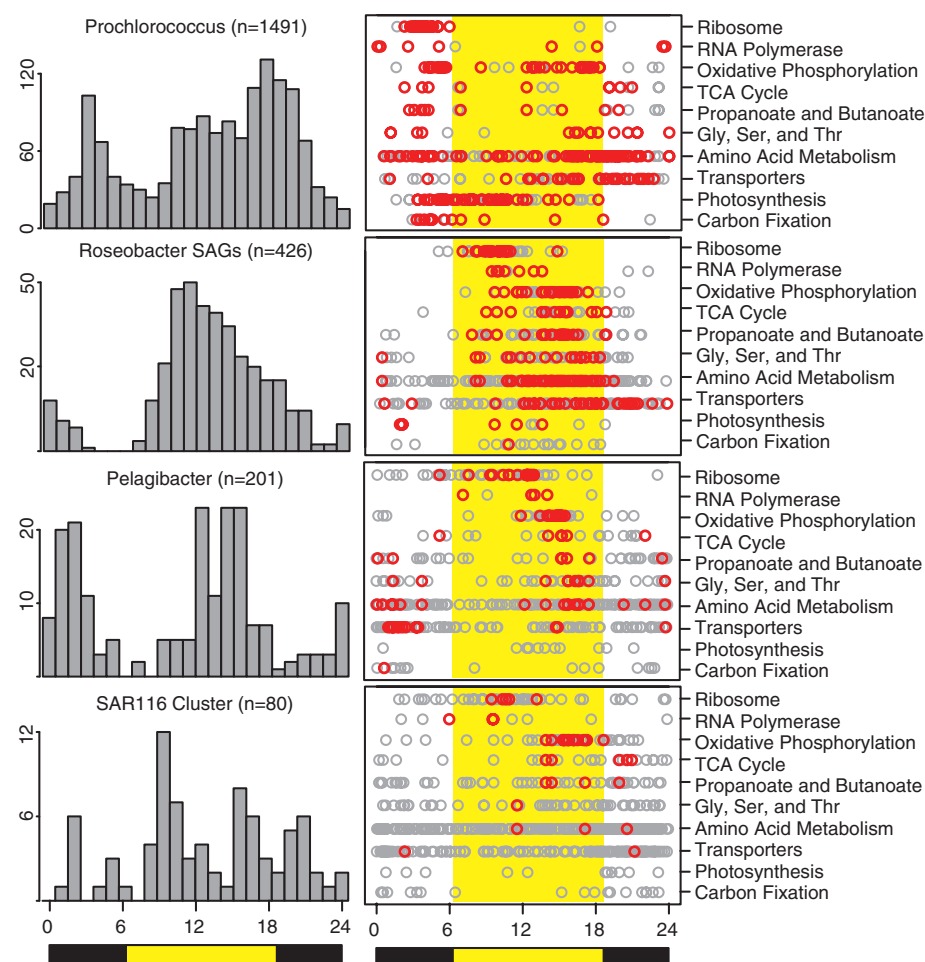 Prochlorococcus (n=1491)
0 60 120
Ribosome
RNA Polymerase
Oxidative Phosphorylation
TCA Cycle
Propanoate and Butanoate
Gly, Ser, and Thr
Amino Acid Metabolism
Transporters
Photosynthesis
Carbon Fixation
Roseobacter SAGs (n=426)
20 50
Ribosome
RNA Polymerase
Oxidative Phosphorylation
TCA Cycle
Propanoate and Butanoate
Gly, Ser, and Thr
Amino Acid Metabolism
Transporters
Photosynthesis
Carbon Fixation
Pelagibacter (n=201)
10 20
Ribosome
RNA Polymerase
Oxidative Phosphorylation
TCA Cycle
Propanoate and Butanoate
Gly, Ser, and Thr
Amino Acid Metabolism
Transporters
Photosynthesis
Carbon Fixation
SAR116 Cluster (n=80)
6 12
Ribosome
RNA Polymerase
Oxidative Phosphorylation
TCA Cycle
Propanoate and Butanoate
Gly, Ser, and Thr
Amino Acid Metabolism
Transporters
Photosynthesis
Carbon Fixation
0 6 12 18 24
0 6 12 18 24